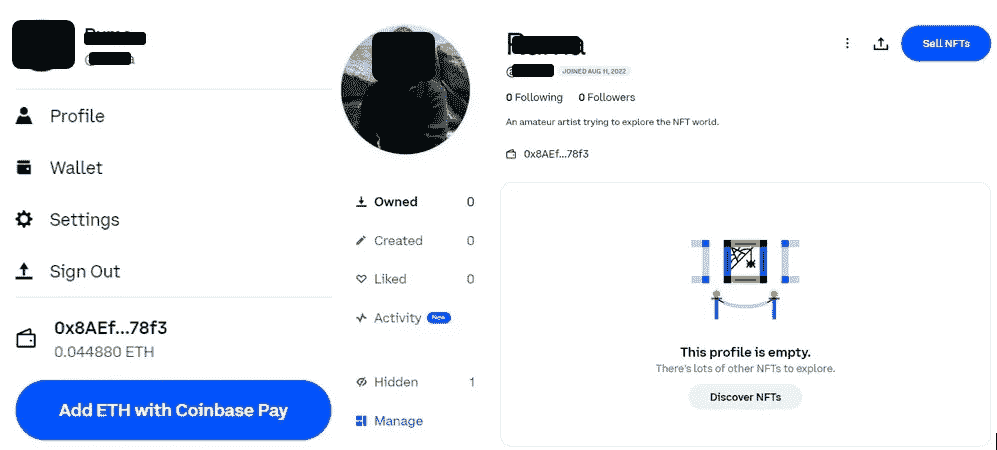 Profile
Wallet
Settings
Sign Out
0x8AEf...78f3
0.044880 ETH
Add ETH with Coinbase Pay
Owned 0
Created 0
Liked 0
Activity New
Hidden 1
Manage
Sell NFTs
@ JOINED AUG 11, 2022
0 Following 0 Followers
An amateur artist trying to explore the NFT world.
0x8AEf...78f3
This profile is empty.
There's lots of other NFTs to explore.
Discover NFTs